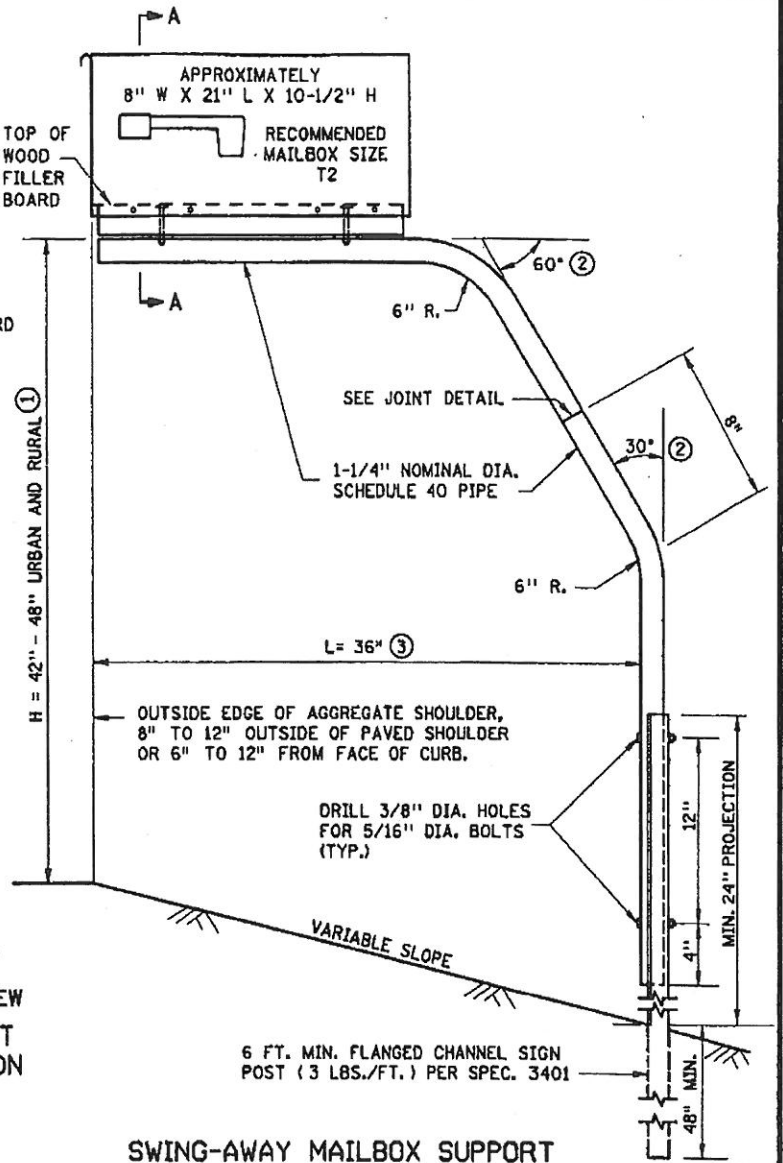 A
APPROXIMATELY
8" W X 21" L X 10-1/2" H
RECOMMENDED
MAILBOX SIZE
T2
TOP OF
WOOD
FILLER
BOARD
60° ②
A
6" R.
RD
SEE JOINT DETAIL
8"
30° ②
1-1/4" NOMINAL DIA.
SCHEDULE 40 PIPE
H = 42" - 48" URBAN AND RURAL ①
6" R.
L= 36" ③
OUTSIDE EDGE OF AGGREGATE SHOULDER,
8" TO 12" OUTSIDE OF PAVED SHOULDER
OR 6" TO 12" FROM FACE OF CURB.
DRILL 3/8" DIA. HOLES
FOR 5/16" DIA. BOLTS
(TYP.)
12"
MIN. 24" PROJECTION
4"
VARIABLE SLOPE
EW
T
ON
6 FT. MIN. FLANGED CHANNEL SIGN
POST (3 LBS./FT.) PER SPEC. 3401
48" MIN.
SWING-AWAY MAILBOX SUPPORT